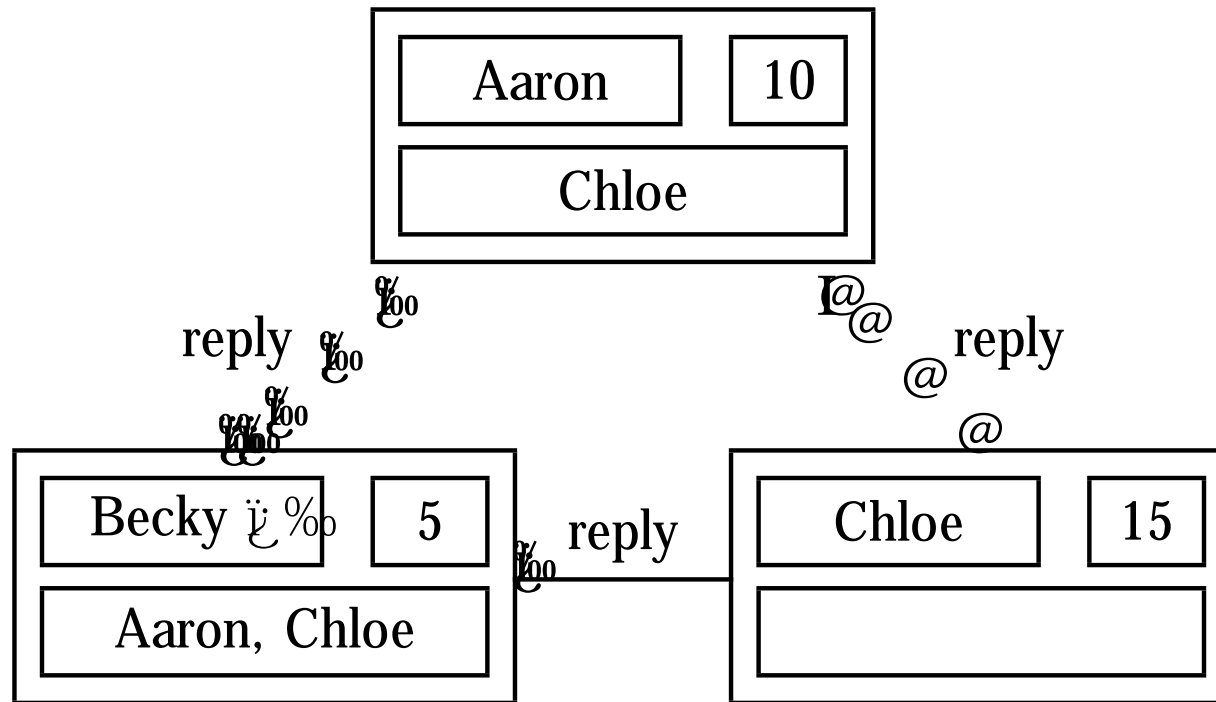 Aaron 10
Chloe
reply reply
@
@
@
@
Becky 5
reply
Chloe 15
Aaron, Chloe